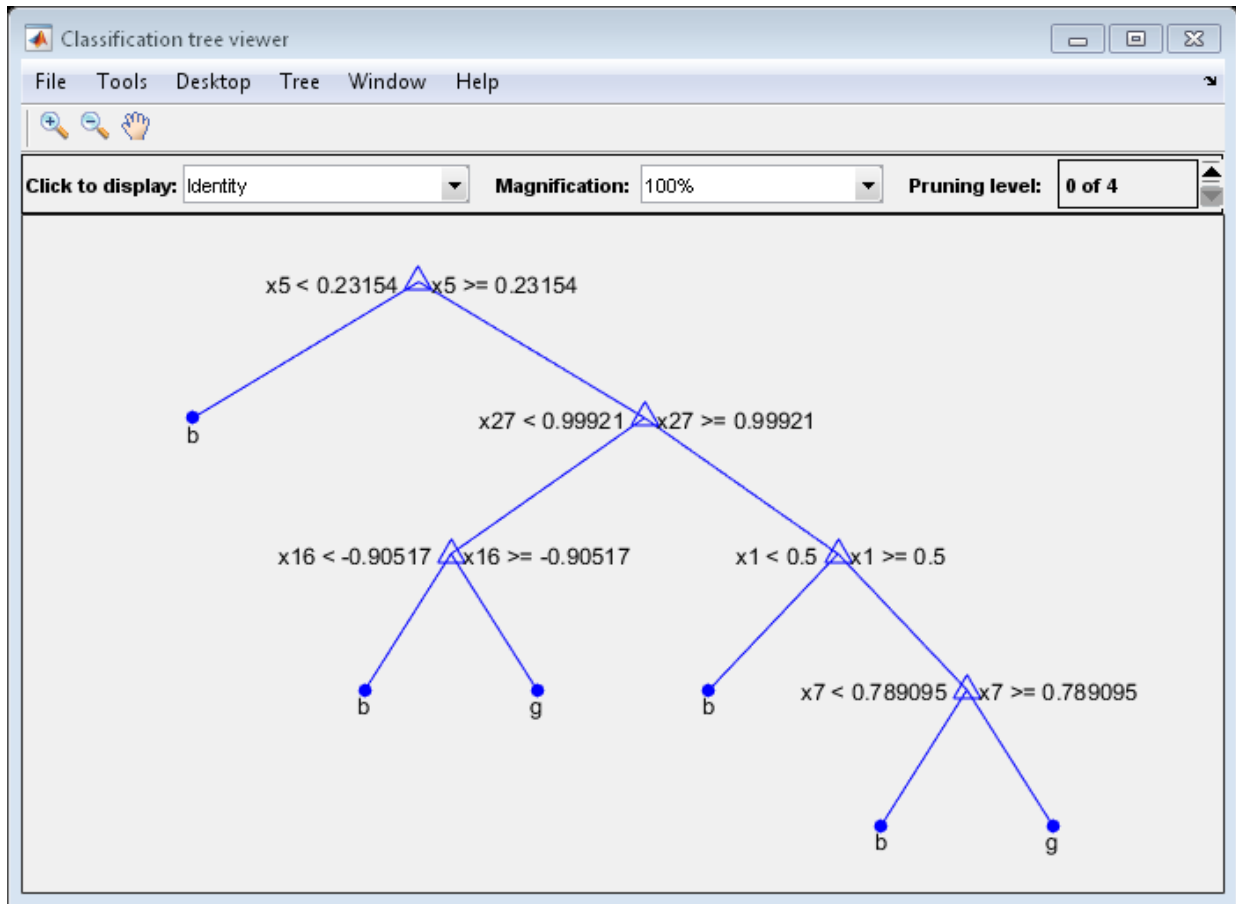 Classification tree viewer
File Tools Desktop Tree Window Help
Click to display: Identity Magnification: 100% Pruning level: 0 of 4
x5 < 0.23154 x5 >= 0.23154
b
x27 < 0.99921 x27 >= 0.99921
x16 < -0.90517 x16 >= -0.90517
x1 < 0.5 x1 >= 0.5
b
g
b
x7 < 0.789095 x7 >= 0.789095
b
g